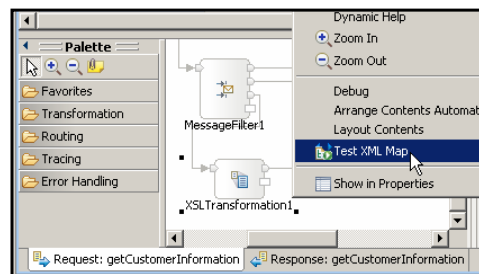 Palette
Favorites
Transformation
Routing
Tracing
Error Handling
MessageFilter1
XSLTransformation1
Dynamic Help
Zoom In
Zoom Out
Debug
Arrange Contents Automat
Layout Contents
Test XML Map
Show in Properties
Request: getCustomerInformation
Response: getCustomerInformation